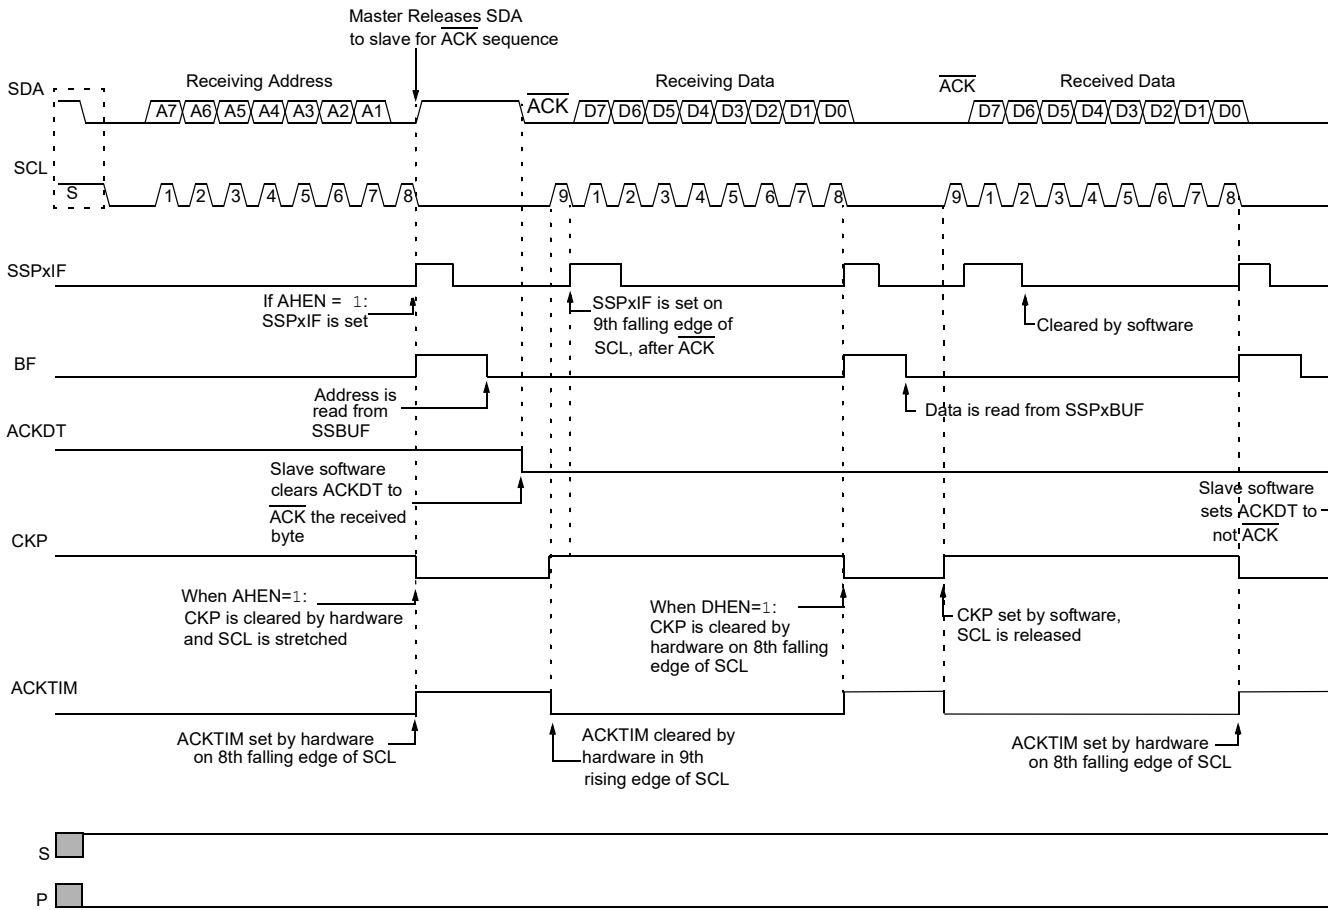 Master Releases SDA
to slave for ACK sequence
SDA
Receiving Address
Receiving Data
ACK
Received Data
A7 A6 A5 A4 A3 A2 A1
ACK
D7 D6 D5 D4 D3 D2 D1 D0
D7 D6 D5 D4 D3 D2 D1 D0
SCL
S
1 2 3 4 5 6 7 8
9 1 2 3 4 5 6 7 8
9 1 2 3 4 5 6 7 8
SSPxIF
If AHEN = 1:
SSPxIF is set
SSPxIF is set on
9th falling edge of
SCL, after ACK
Cleared by software
BF
Address is
read from
SSBUF
Data is read from SSPxBUF
ACKDT
Slave software
clears ACKDT to
ACK the received
byte
Slave software
sets ACKDT to
not ACK
CKP
When AHEN=1:
CKP is cleared by hardware
and SCL is stretched
When DHEN=1:
CKP is cleared by
hardware on 8th falling
edge of SCL
CKP set by software,
SCL is released
ACKTIM
ACKTIM set by hardware
on 8th falling edge of SCL
ACKTIM cleared by
hardware in 9th
rising edge of SCL
ACKTIM set by hardware
on 8th falling edge of SCL
S
P